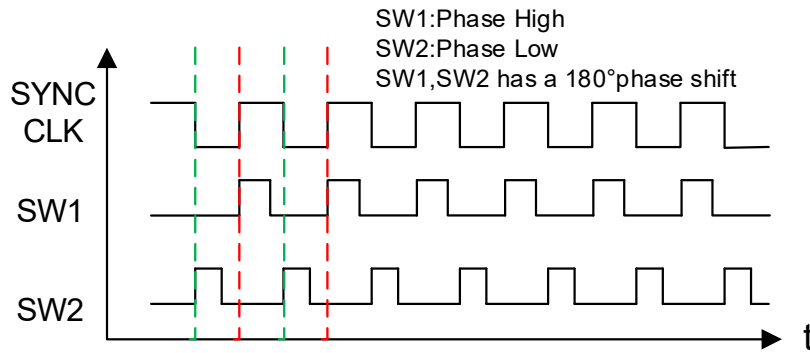 SW1:Phase High
SW2:Phase Low
SW1,SW2 has a 180°phase shift
SYNC
CLK
SW1
SW2
t